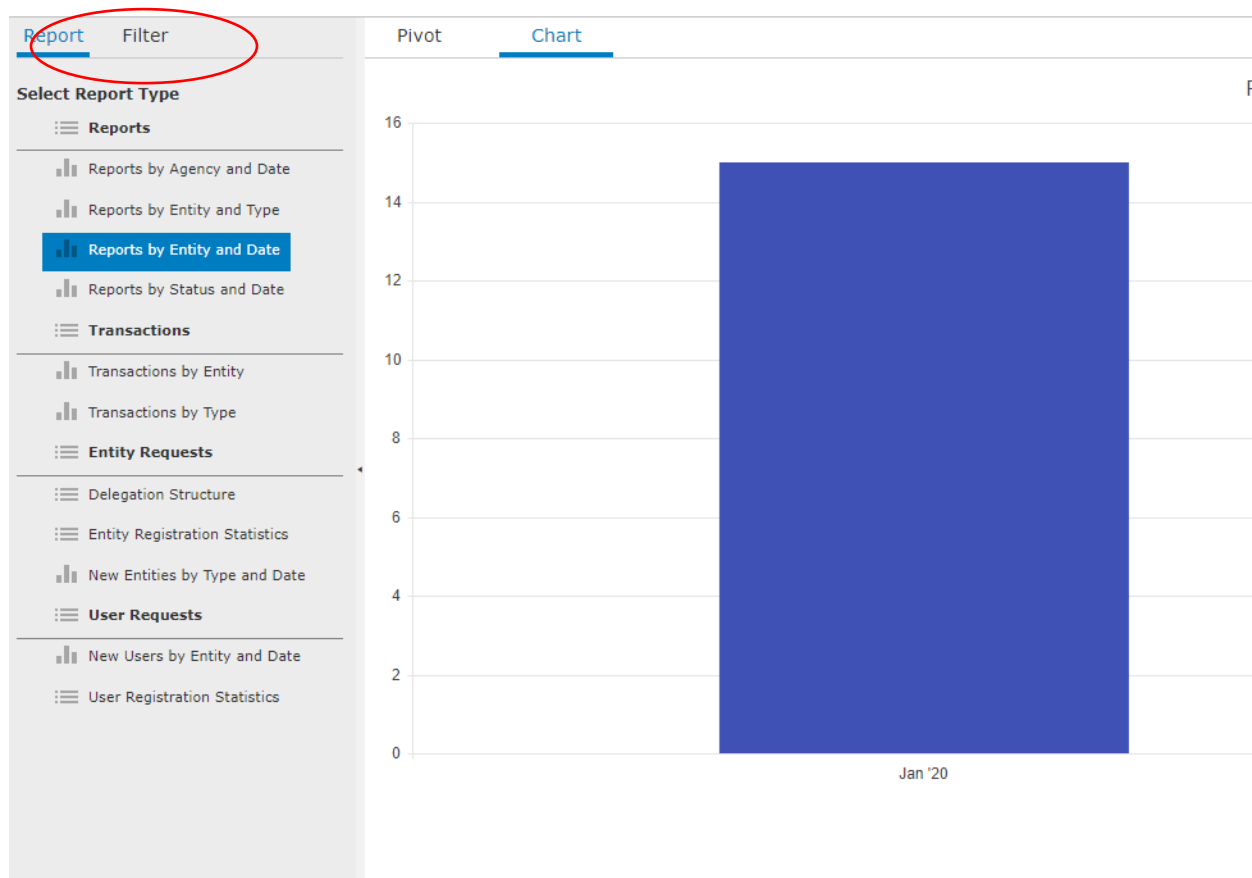 Report Filter
Select Report Type
Reports
Reports by Agency and Date
Reports by Entity and Type
Reports by Entity and Date
Reports by Status and Date
Transactions
Transactions by Entity
Transactions by Type
Entity Requests
Delegation Structure
Entity Registration Statistics
New Entities by Type and Date
User Requests
New Users by Entity and Date
User Registration Statistics
Pivot Chart
16
14
12
10
8
6
4
2
0
Jan '20